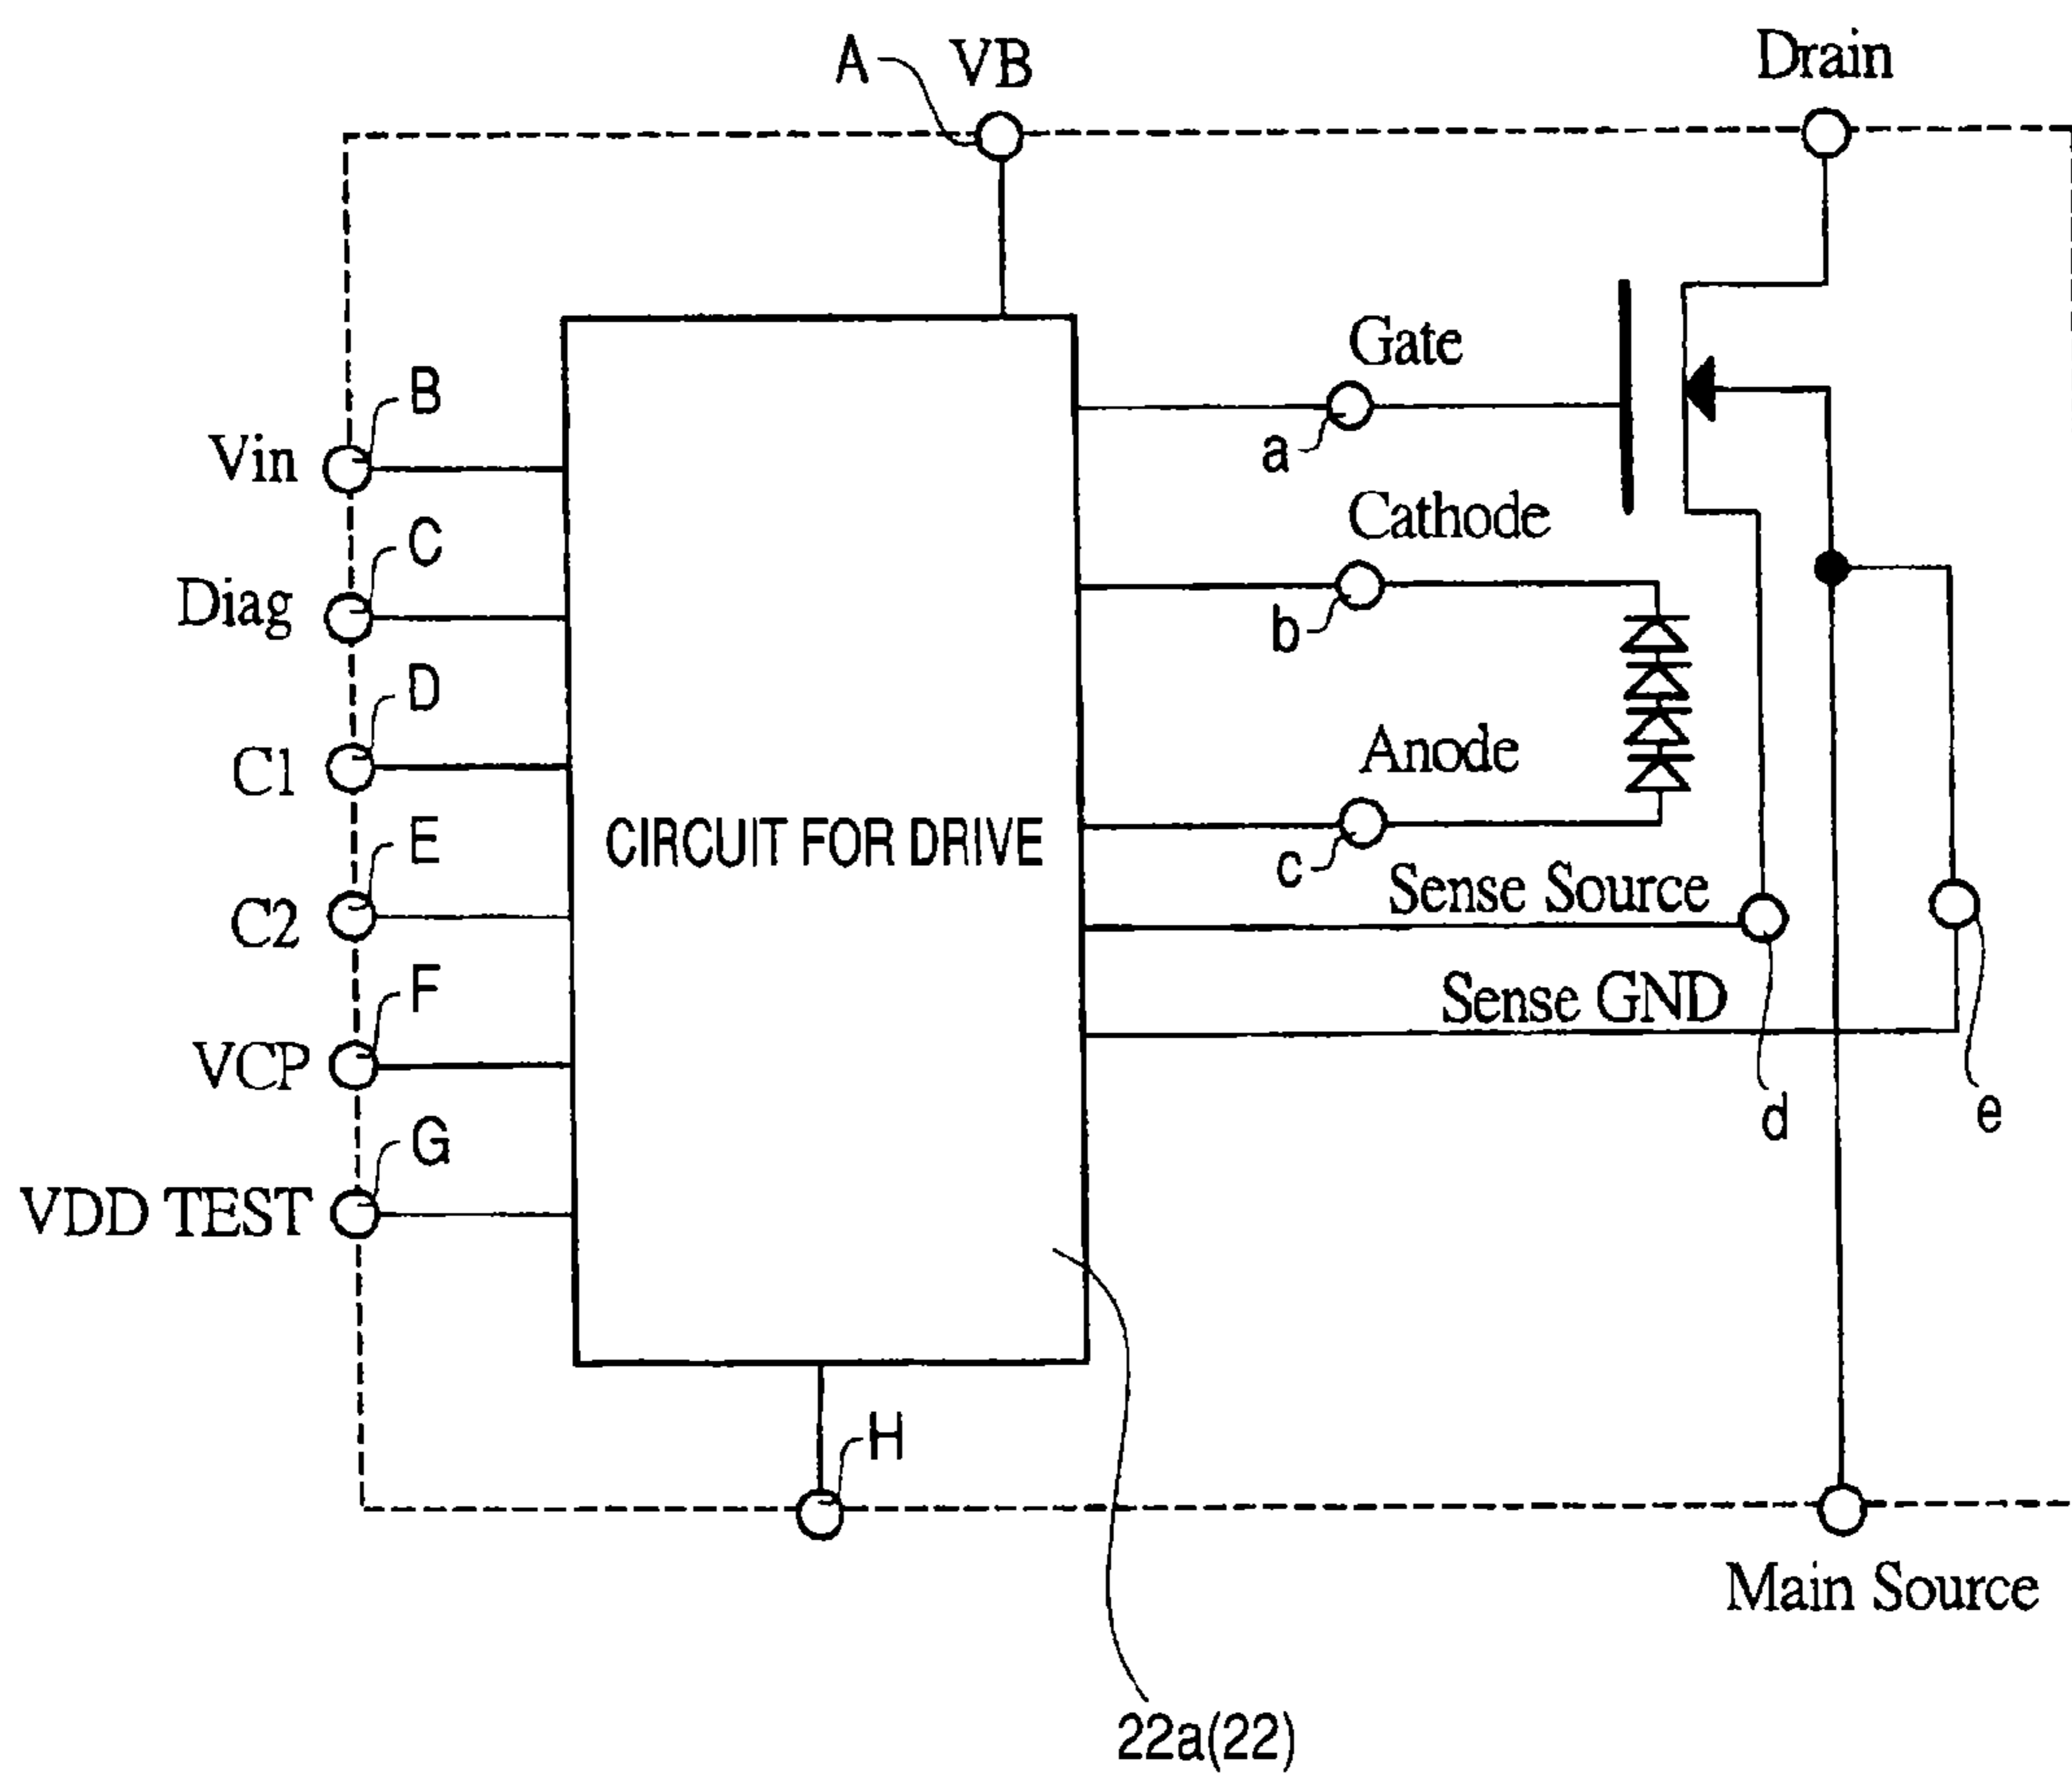 A
VB
Drain
B
Vin
Gate
a
C
Diag
Cathode
b
D
C1
Anode
c
E
C2
CIRCUIT FOR DRIVE
Sense Source
F
VCP
Sense GND
d
e
G
VDD TEST
H
Main Source
22a(22)